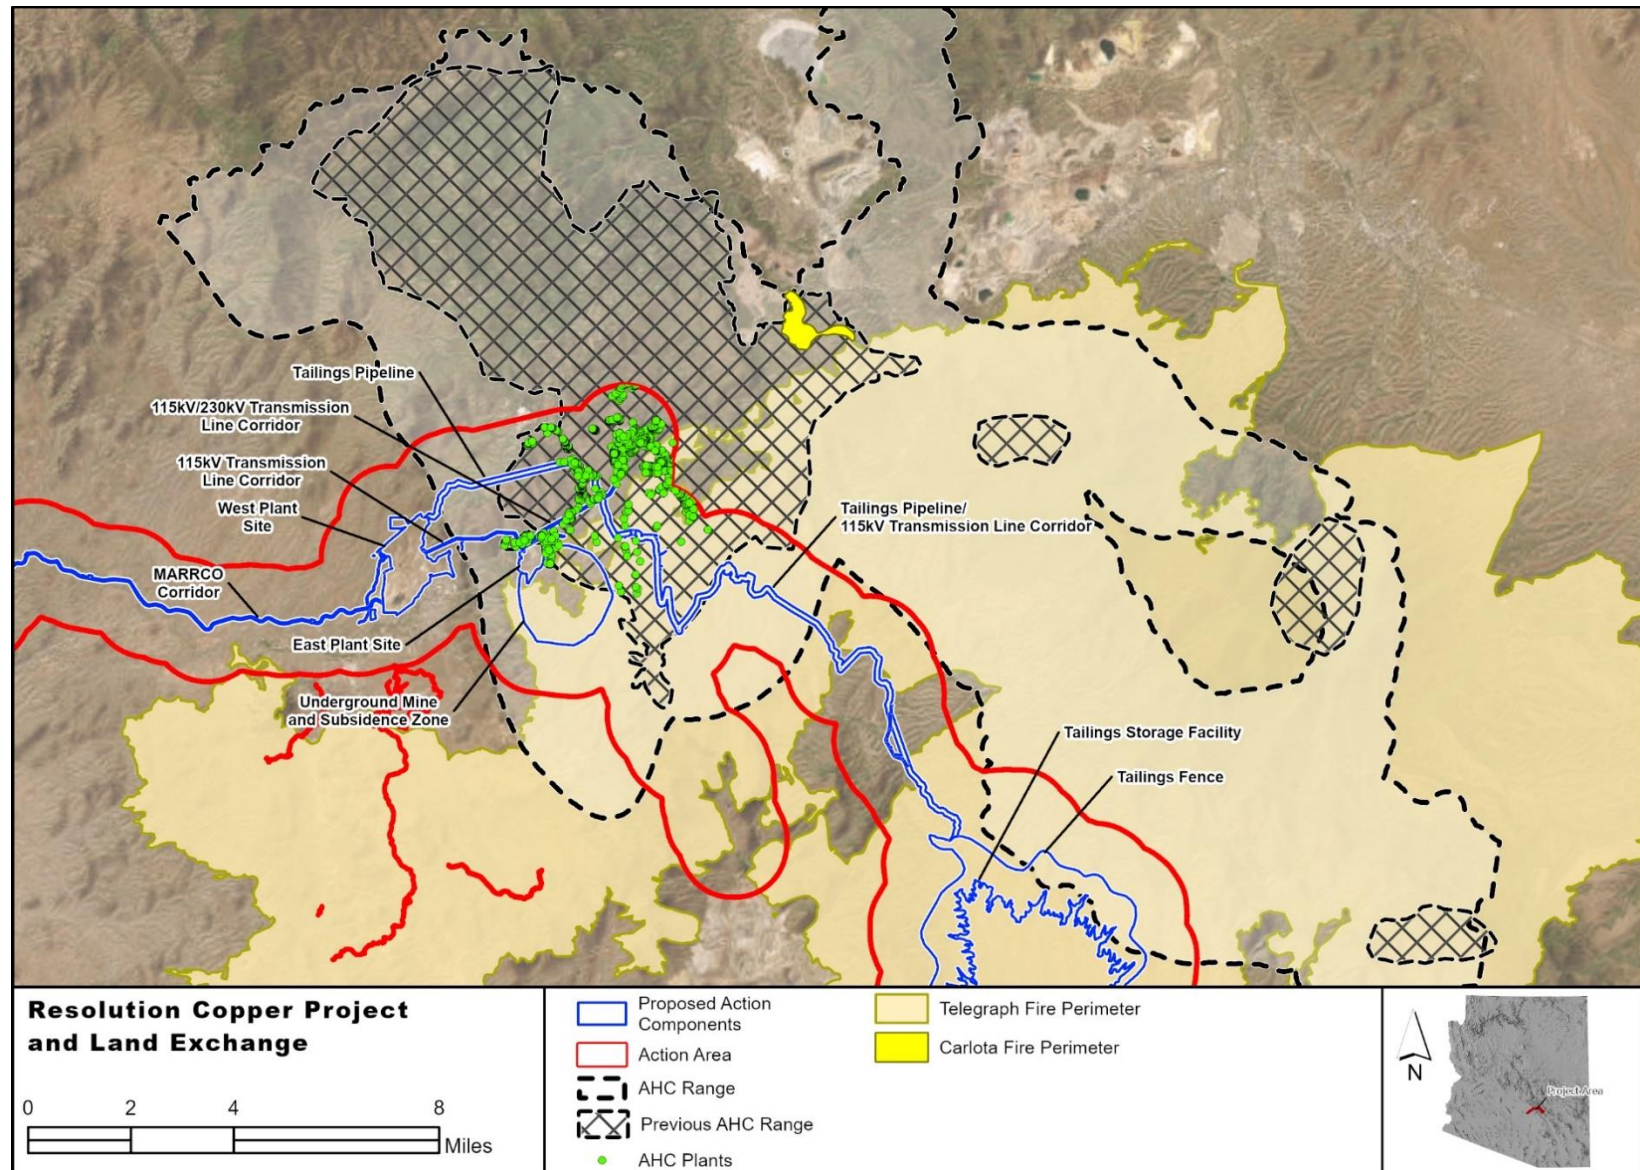 Tailings Pipeline
115kV/230kV Transmission
Line Corridor
115kV Transmission
Line Corridor
West Plant
Site
MARRCO
Corridor
East Plant Site
Underground Mine
and Subsidence Zone
Tailings Pipeline/
115kV Transmission Line Corridor
Tailings Storage Facility
Tailings Fence
Resolution Copper Project
and Land Exchange
0 2 4 8
Miles
Proposed Action
Components
Action Area
AHC Range
Previous AHC Range
AHC Plants
Telegraph Fire Perimeter
Carlota Fire Perimeter
N
Project Area